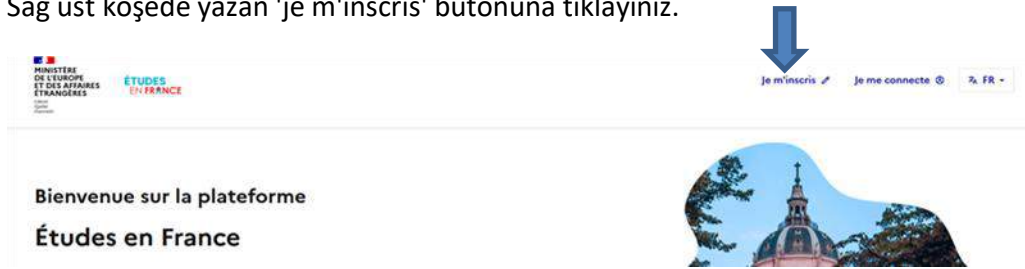 Sağ üst köşede yazan 'je m'inscris' butonuna tıklayınız.
MINISTÈRE
DE L'EUROPE
ET DES AFFAIRES
ÉTRANGÈRES
ÉTUDES
EN FRANCE
Je m'inscris
Je me connecte
FR
Bienvenue sur la plateforme
Études en France